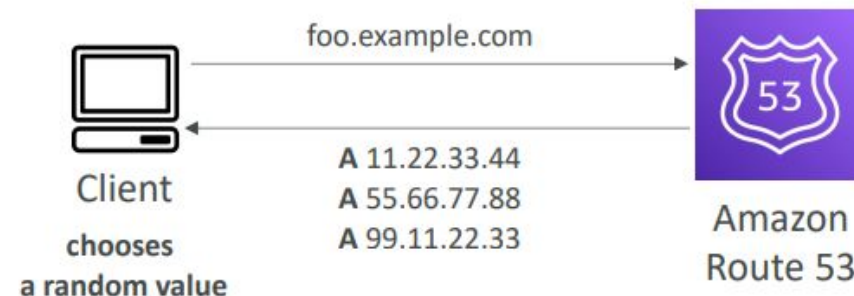 foo.example.com
53
A 11.22.33.44
A 55.66.77.88
A 99.11.22.33
Client
chooses
a random value
Amazon
Route 53